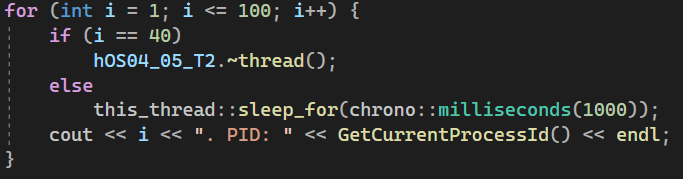 for (int i = 1; i <= 100; i++) {
    if (i == 40)
        hOS04_05_T2.~thread();
    else
        this_thread::sleep_for(chrono::milliseconds(1000));
    cout << i << ". PID: " << GetCurrentProcessId() << endl;
}